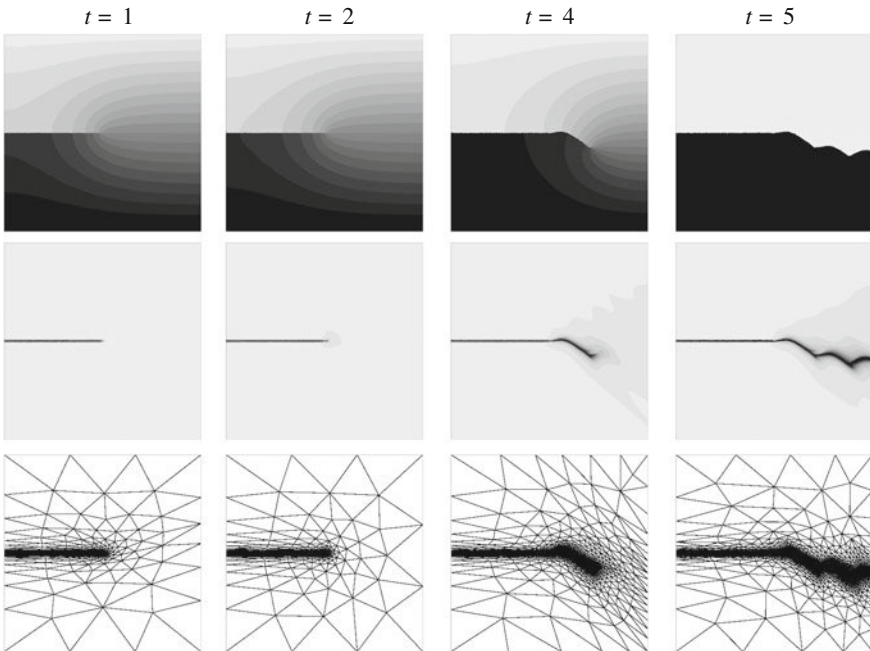 t = 1
t = 2
t = 4
t = 5